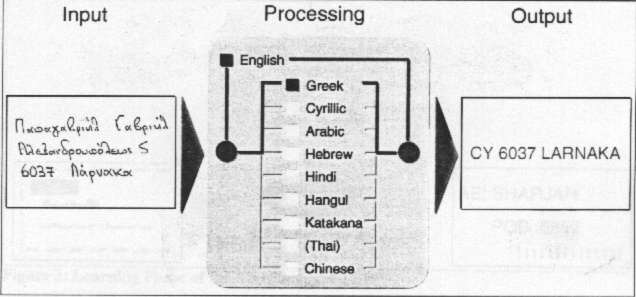 Input
Processing
Output
English
Greek
Cyrillic
Arabic
Hebrew
Hindi
Hangul
Katakana
(Thai)
Chinese
Παπαγαβριήλ Γαβριήλ
Αλεξανδρουπόλεως 5
6037 Λάρνακα
CY 6037 LARNAKA